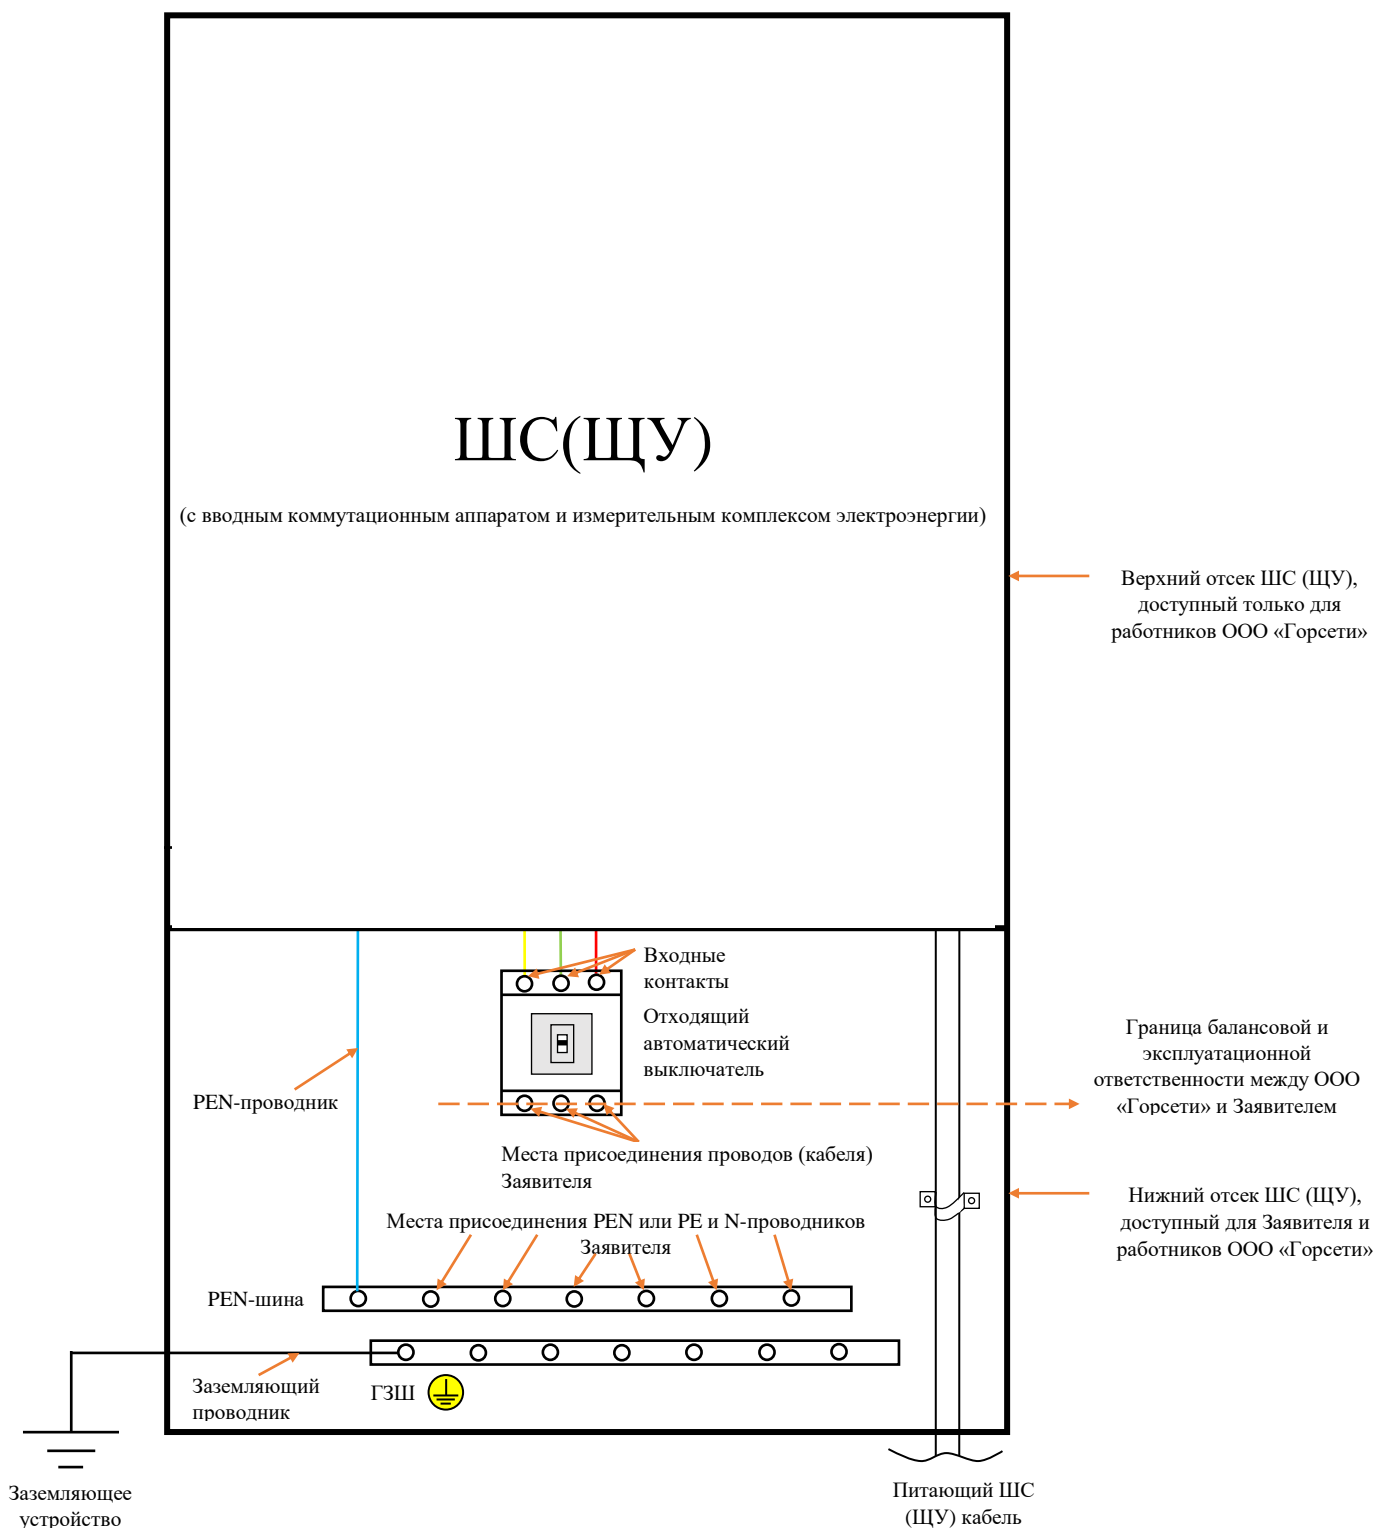 ШС(ЩУ)
(с вводным коммутационным аппаратом и измерительным комплексом электроэнергии)
Верхний отсек ШС (ЩУ),
доступный только для
работников ООО «Горсети»
Входные
контакты
Отходящий
автоматический
выключатель
Граница балансовой и
эксплуатационной
ответственности между ООО
«Горсети» и Заявителем
PEN-проводник
Места присоединения проводов (кабеля)
Заявителя
Нижний отсек ШС (ЩУ),
доступный для Заявителя и
работников ООО «Горсети»
Места присоединения PEN или PE и N-проводников
Заявителя
PEN-шина
Заземляющий
проводник
ГЗШ
Заземляющее
устройство
Питающий ШС
(ЩУ) кабель